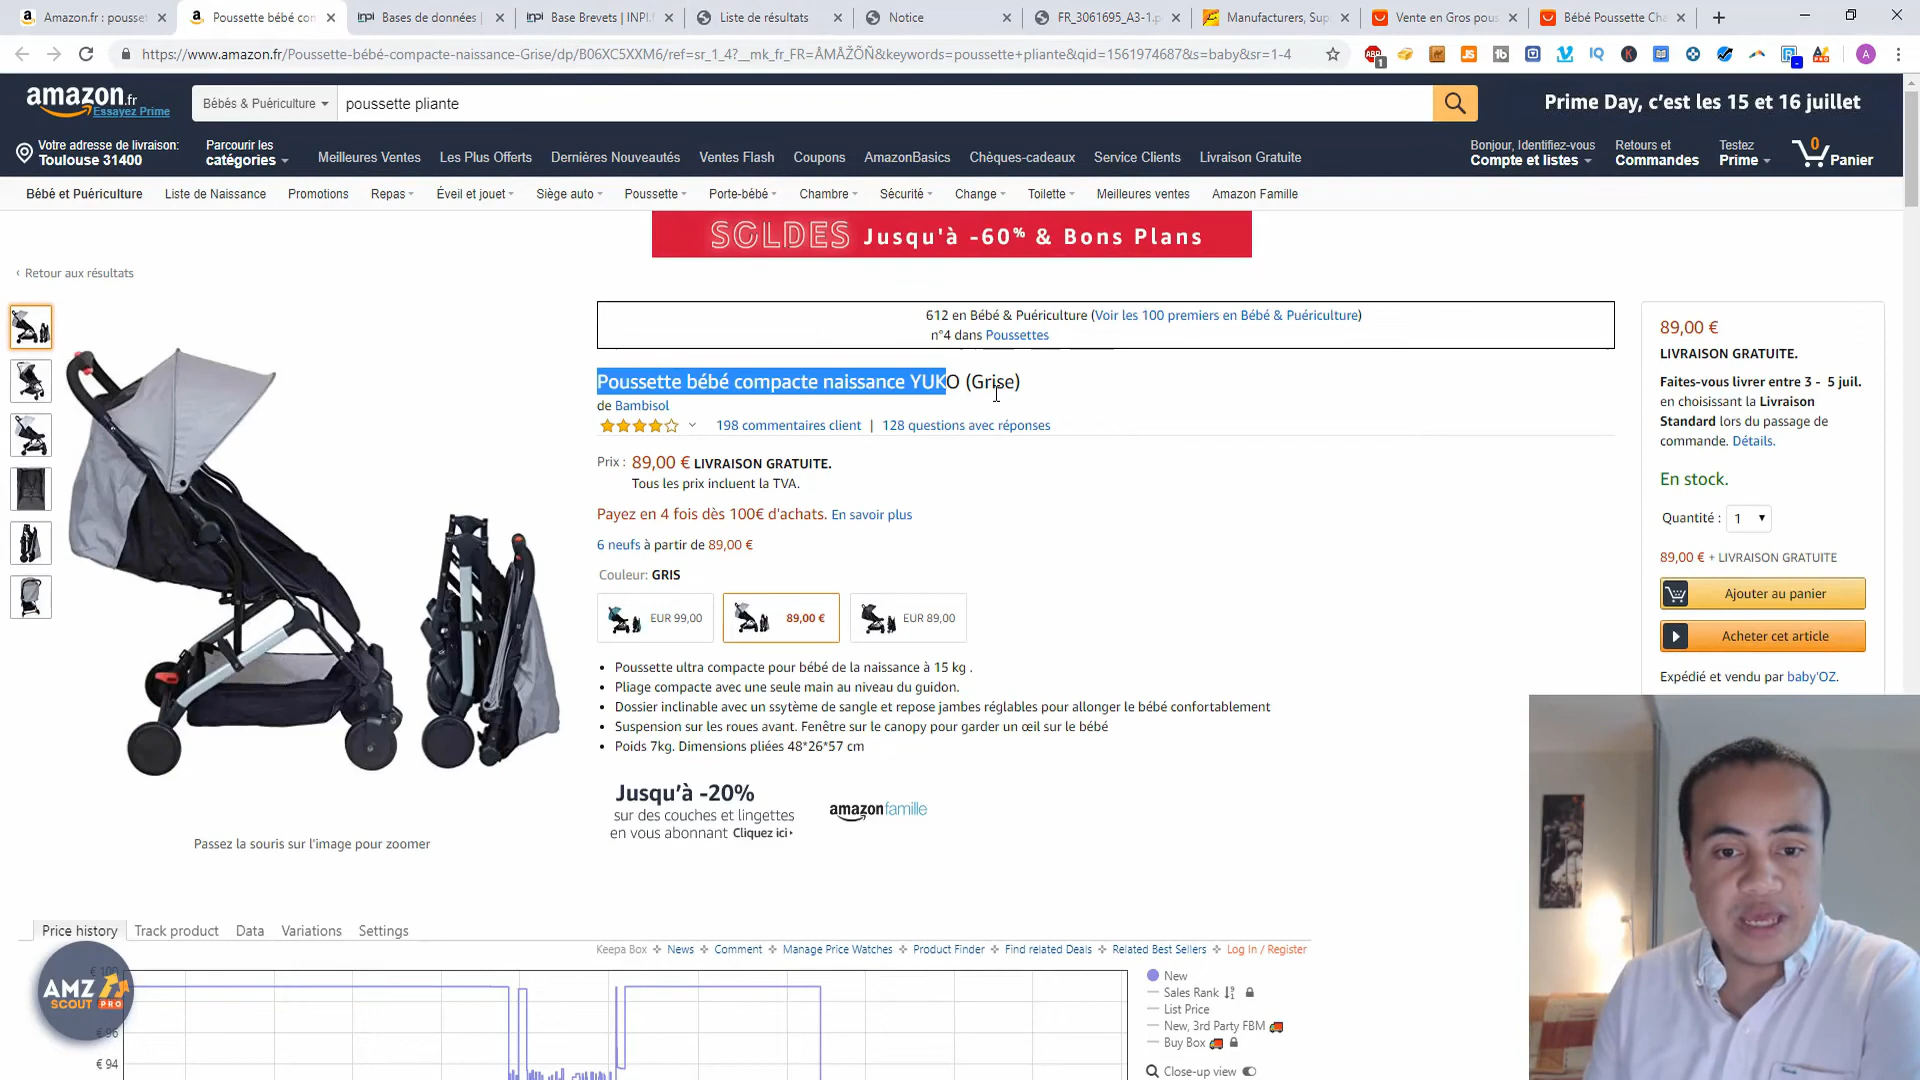 Amazon.fr : pousset
Poussette bébé con
inpi Bases de données
inpi Base Brevets | INPI.f
Liste de résultats
Notice
FR_3061695_A3-1.p
Manufacturers, Sup
Vente en Gros pous
Bébé Poussette Cha
https://www.amazon.fr/Poussette-bébé-compacte-naissance-Grise/dp/B06XC5XXM6/ref=sr_1_4?__mk_fr_FR=ÅMÅŽÕÑ&keywords=poussette+pliante&qid=1561974687&s=baby&sr=1-4
amazon.fr
Essayez Prime
Bébés & Puériculture
poussette pliante
Prime Day, c'est les 15 et 16 juillet
Votre adresse de livraison:
Toulouse 31400
Parcourir les
catégories
Meilleures Ventes
Les Plus Offerts
Dernières Nouveautés
Ventes Flash
Coupons
AmazonBasics
Chèques-cadeaux
Service Clients
Livraison Gratuite
Bonjour, Identifiez-vous
Compte et listes
Retours et
Commandes
Testez
Prime
0
Panier
Bébé et Puériculture
Liste de Naissance
Promotions
Repas
Éveil et jouet
Siège auto
Poussette
Porte-bébé
Chambre
Sécurité
Change
Toilette
Meilleures ventes
Amazon Famille
SOLDES Jusqu'à -60% & Bons Plans
‹ Retour aux résultats
612 en Bébé & Puériculture (Voir les 100 premiers en Bébé & Puériculture)
n°4 dans Poussettes
Poussette bébé compacte naissance YUKO (Grise)
de Bambisol
198 commentaires client | 128 questions avec réponses
Prix : 89,00 € LIVRAISON GRATUITE.
Tous les prix incluent la TVA.
Payez en 4 fois dès 100€ d'achats. En savoir plus
6 neufs à partir de 89,00 €
Couleur: GRIS
EUR 99,00
89,00 €
EUR 89,00
• Poussette ultra compacte pour bébé de la naissance à 15 kg .
• Pliage compacte avec une seule main au niveau du guidon.
• Dossier inclinable avec un ssytème de sangle et repose jambes réglables pour allonger le bébé confortablement
• Suspension sur les roues avant. Fenêtre sur le canopy pour garder un œil sur le bébé
• Poids 7kg. Dimensions pliées 48*26*57 cm
Jusqu'à -20%
sur des couches et lingettes
en vous abonnant Cliquez ici
amazonfamille
Passez la souris sur l'image pour zoomer
89,00 €
LIVRAISON GRATUITE.
Faites-vous livrer entre 3 - 5 juil.
en choisissant la Livraison
Standard lors du passage de
commande. Détails.
En stock.
Quantité : 1
89,00 € + LIVRAISON GRATUITE
Ajouter au panier
Acheter cet article
Expédié et vendu par baby'OZ.
Price history
Track product
Data
Variations
Settings
Keepa Box
News
Comment
Manage Price Watches
Product Finder
Find related Deals
Related Best Sellers
Log In / Register
AMZ
SCOUT PRO
€ 100
€ 96
€ 94
New
Sales Rank
List Price
New, 3rd Party FBM
Buy Box
Close-up view